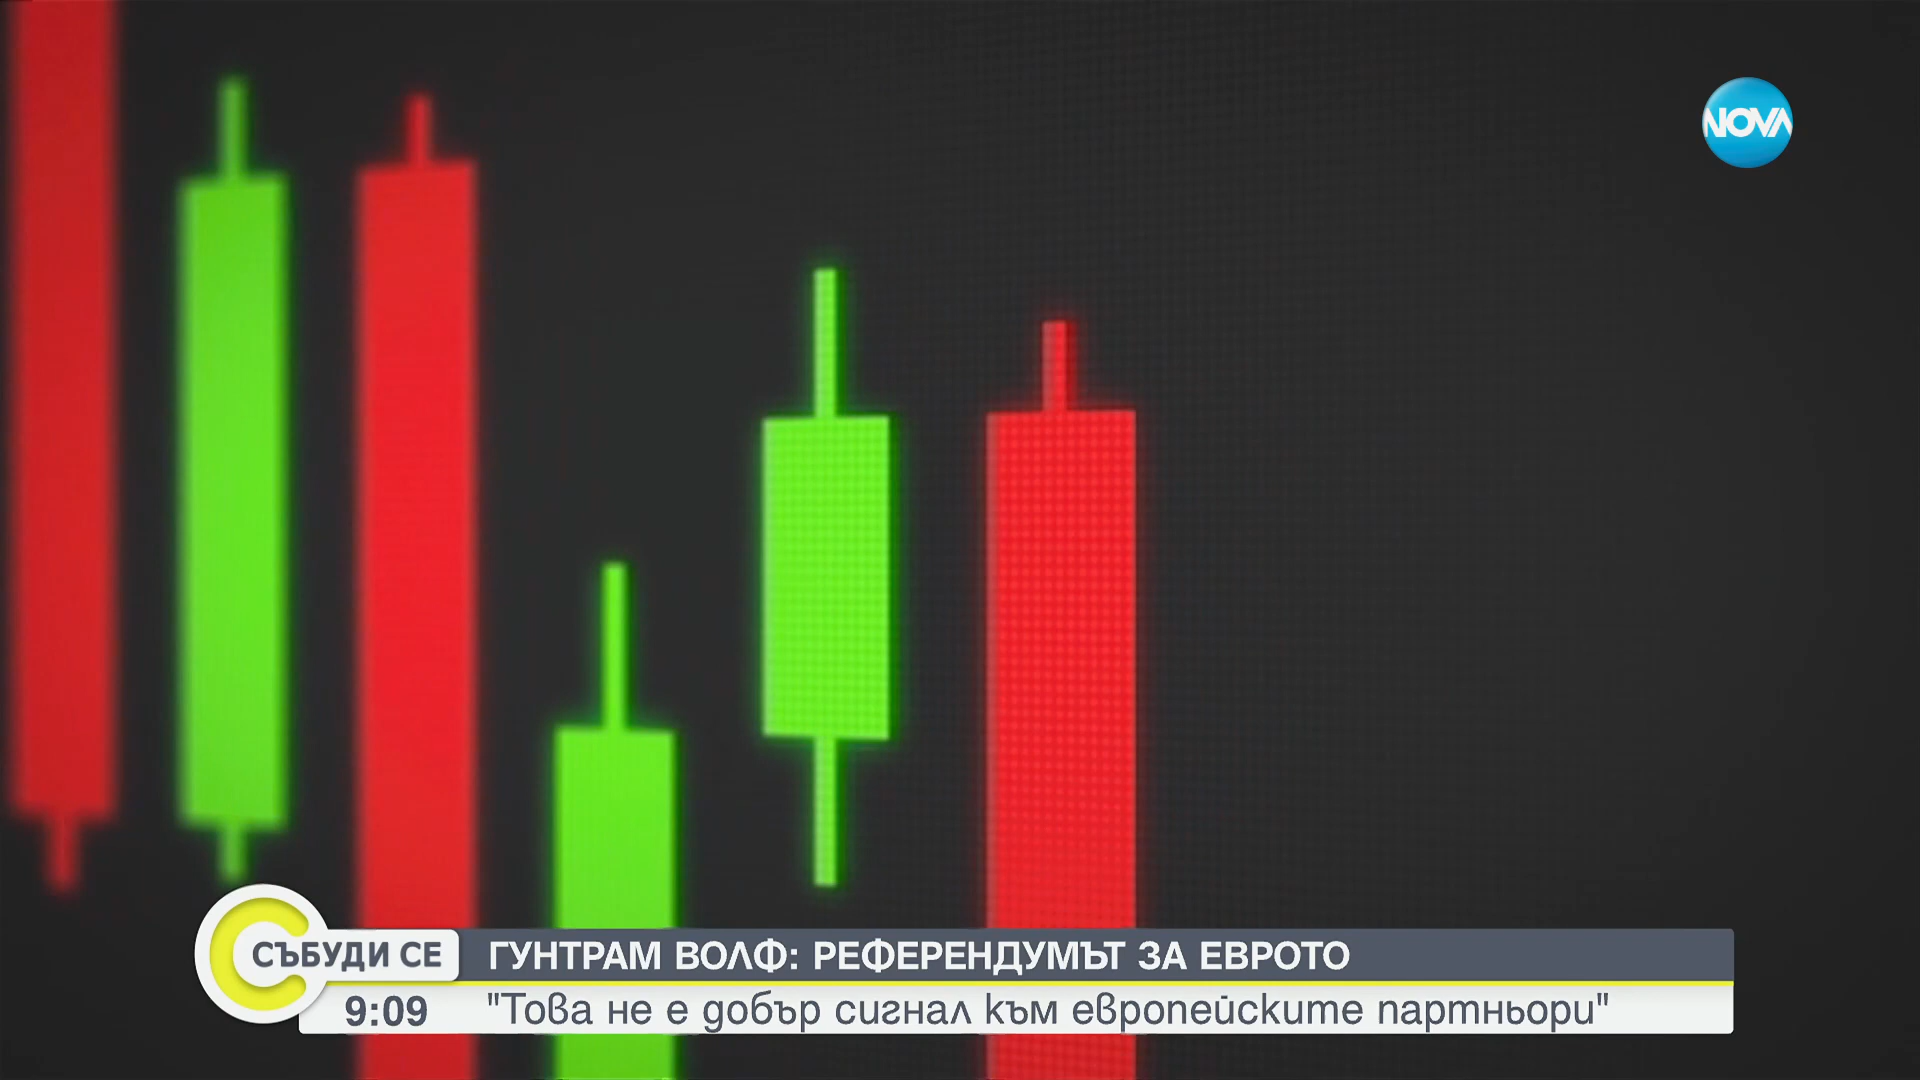 NOVA
СЪБУДИ СЕ
ГУНТРАМ ВОЛФ: РЕФЕРЕНДУМЪТ ЗА ЕВРОТО
9:09
"Това не е добър сигнал към европейските партньори"